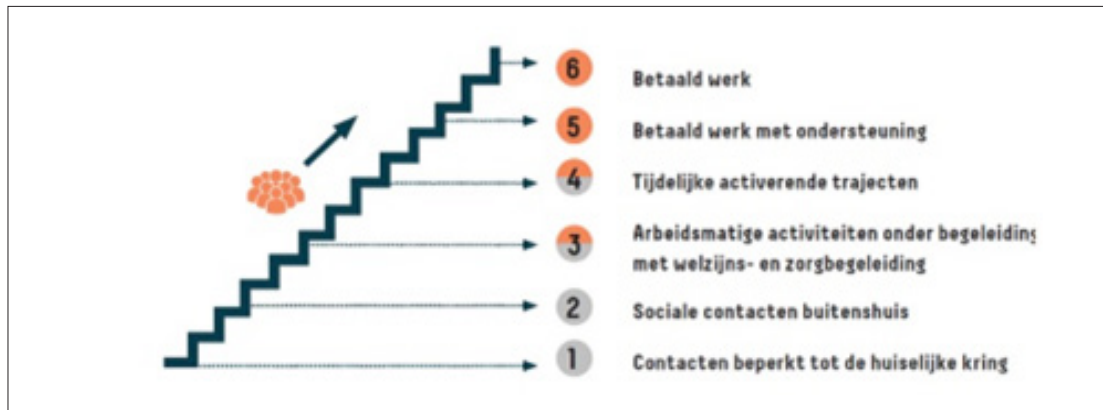 6 Betaald werk
5 Betaald werk met ondersteuning
4 Tijdelijke activerende trajecten
3 Arbeidsmatige activiteiten onder begeleiding
met welzijns- en zorgbegeleiding
2 Sociale contacten buitenshuis
1 Contacten beperkt tot de huiselijke kring